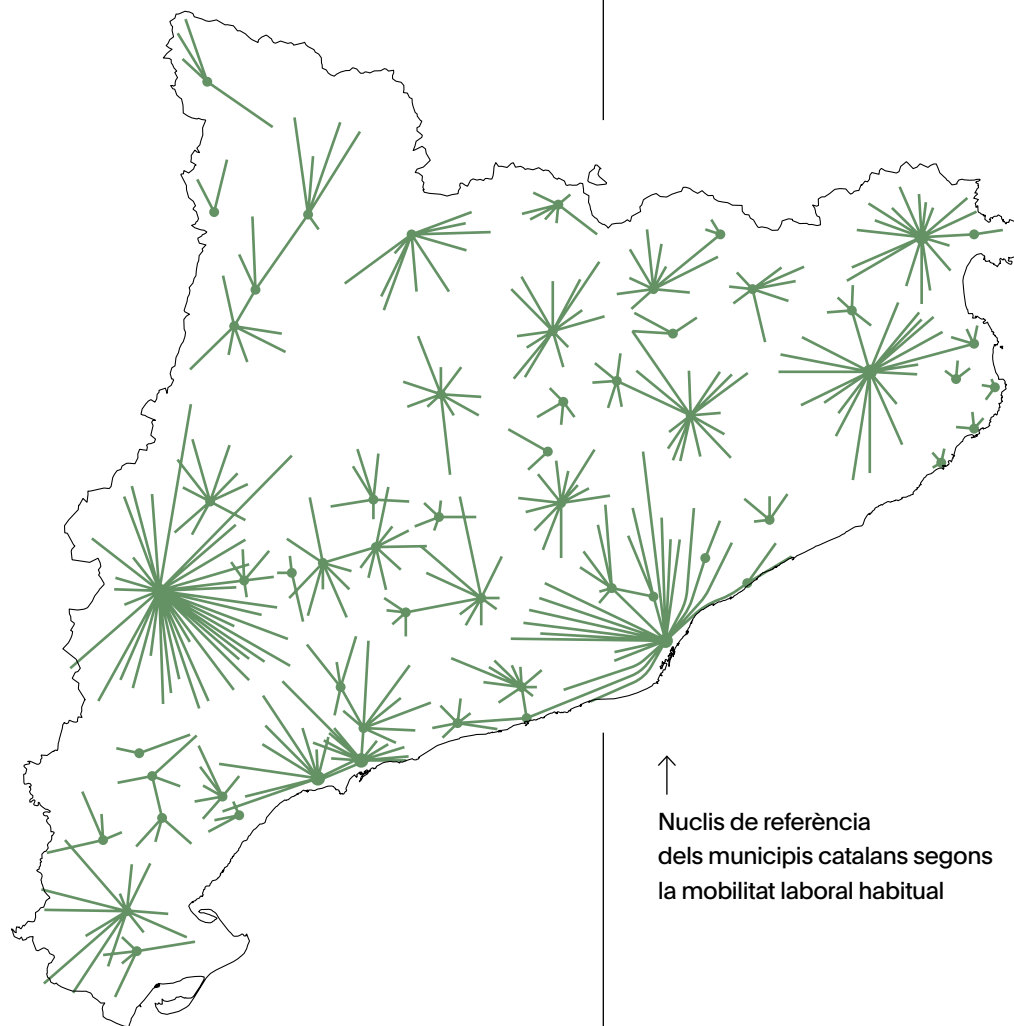 Nuclis de referència
dels municipis catalans segons
la mobilitat laboral habitual